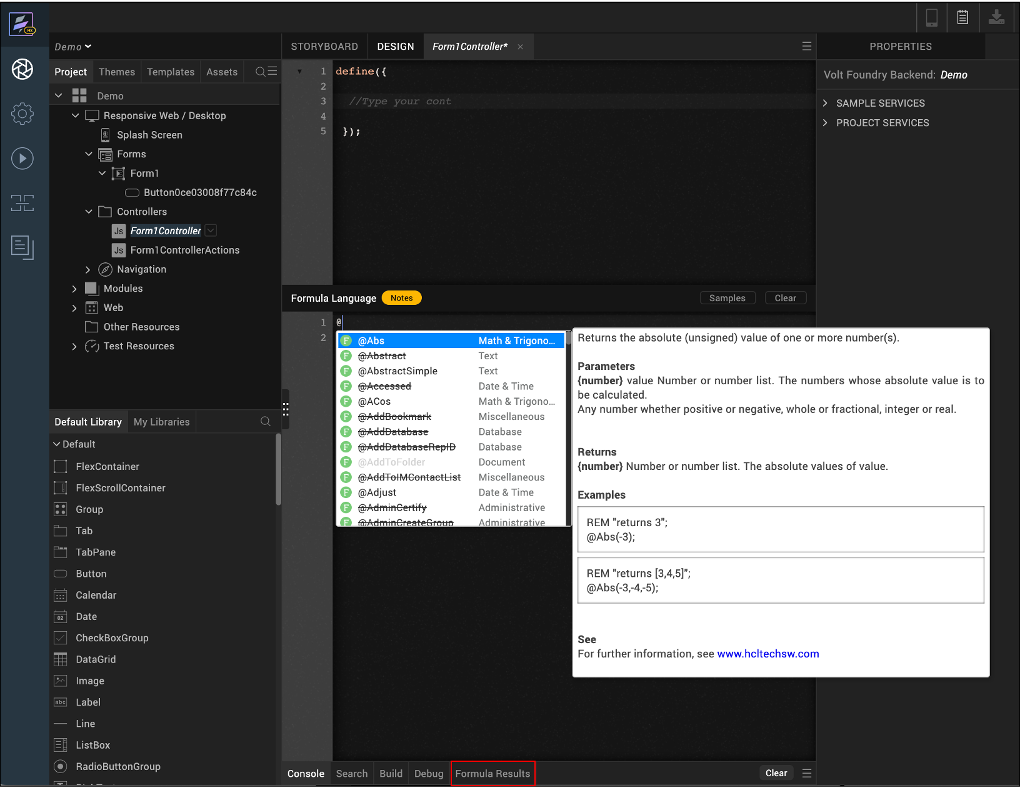 Demo
Project
Themes
Templates
Assets
Demo
Responsive Web / Desktop
Splash Screen
Forms
Form1
Button0ce03008f77c84c
Controllers
Js Form1Controller
Js Form1ControllerActions
Navigation
Modules
Web
Other Resources
Test Resources
Default Library
My Libraries
Default
FlexContainer
FlexScrollContainer
Group
Tab
TabPane
Button
Calendar
Date
CheckBoxGroup
DataGrid
Image
Label
Line
ListBox
RadioButtonGroup
STORYBOARD
DESIGN
Form1Controller* ×
1 define({
2
3 //Type your cont
4
5 });
Formula Language
Notes
Samples
Clear
1 @
2
F @Abs Math & Trigono...
F @Abstract Text
F @AbstractSimple Text
F @Accessed Date & Time
F @ACos Math & Trigono...
F @AddBookmark Miscellaneous
F @AddDatabase Database
F @AddDatabaseRepID Database
F @AddToFolder Document
F @AddToIMContactList Miscellaneous
F @Adjust Date & Time
F @AdminCertify Administrative
F @AdminCreateGroup Administrative
Returns the absolute (unsigned) value of one or more number(s).
Parameters
{number} value Number or number list. The numbers whose absolute value is to
be calculated.
Any number whether positive or negative, whole or fractional, integer or real.
Returns
{number} Number or number list. The absolute values of value.
Examples
REM "returns 3";
@Abs(-3);
REM "returns [3,4,5]";
@Abs(-3,-4,-5);
See
For further information, see www.hcltechsw.com
Console
Search
Build
Debug
Formula Results
Clear
PROPERTIES
Volt Foundry Backend: Demo
SAMPLE SERVICES
PROJECT SERVICES